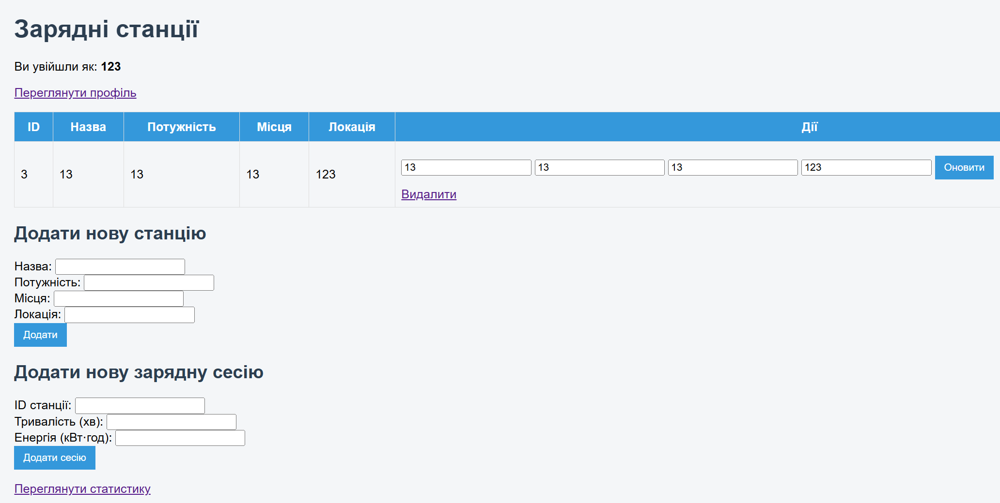 Зарядні станції
Ви увійшли як: 123
Переглянути профіль
ID Назва Потужність Місця Локація Дії
3 13 13 13 123 13 13 13 123 Оновити
Видалити
Додати нову станцію
Назва:
Потужність:
Місця:
Локація:
Додати
Додати нову зарядну сесію
ID станції:
Тривалість (хв):
Енергія (кВт·год):
Додати сесію
Переглянути статистику